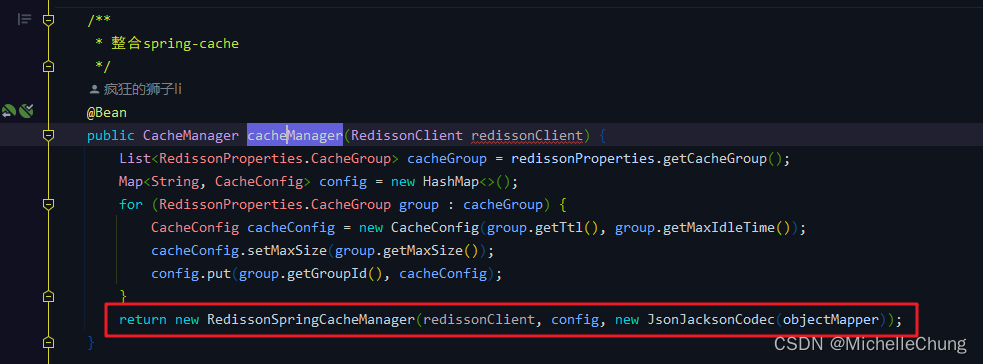 /**
* 整合spring-cache
*/
疯狂的狮子li
@Bean
public CacheManager cacheManager(RedissonClient redissonClient) {
List<RedissonProperties.CacheGroup> cacheGroup = redissonProperties.getCacheGroup();
Map<String, CacheConfig> config = new HashMap<>();
for (RedissonProperties.CacheGroup group : cacheGroup) {
CacheConfig cacheConfig = new CacheConfig(group.getTtl(), group.getMaxIdleTime());
cacheConfig.setMaxSize(group.getMaxSize());
config.put(group.getGroupId(), cacheConfig);
}
return new RedissonSpringCacheManager(redissonClient, config, new JsonJacksonCodec(objectMapper));
}
CSDN @MichelleChung